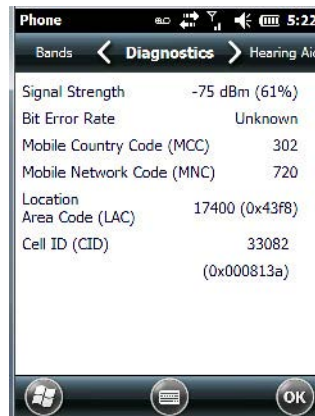 Phone 5:22
Bands Diagnostics Hearing Aid
Signal Strength -75 dBm (61%)
Bit Error Rate Unknown
Mobile Country Code (MCC) 302
Mobile Network Code (MNC) 720
Location
Area Code (LAC) 17400 (0x43f8)
Cell ID (CID) 33082
(0x000813a)
OK